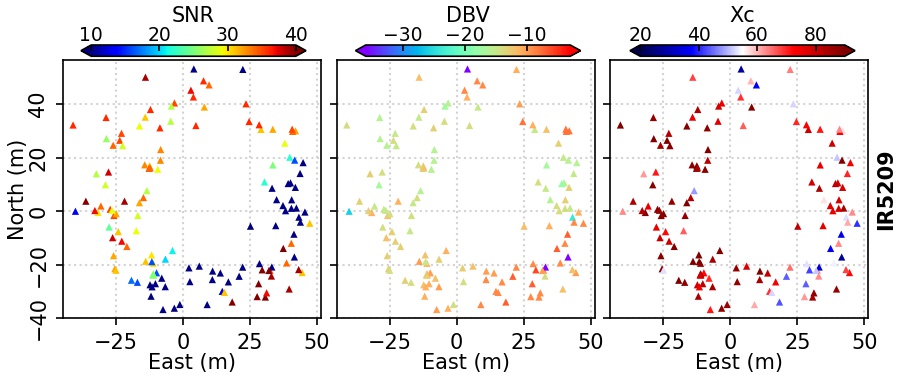 SNR DBV Xc
10 20 30 40 −30 −20 −10 20 40 60 80
North (m)
40
20
0
−20
−40
IR5209
−25 0 25 50 −25 0 25 50 −25 0 25 50
East (m) East (m) East (m)